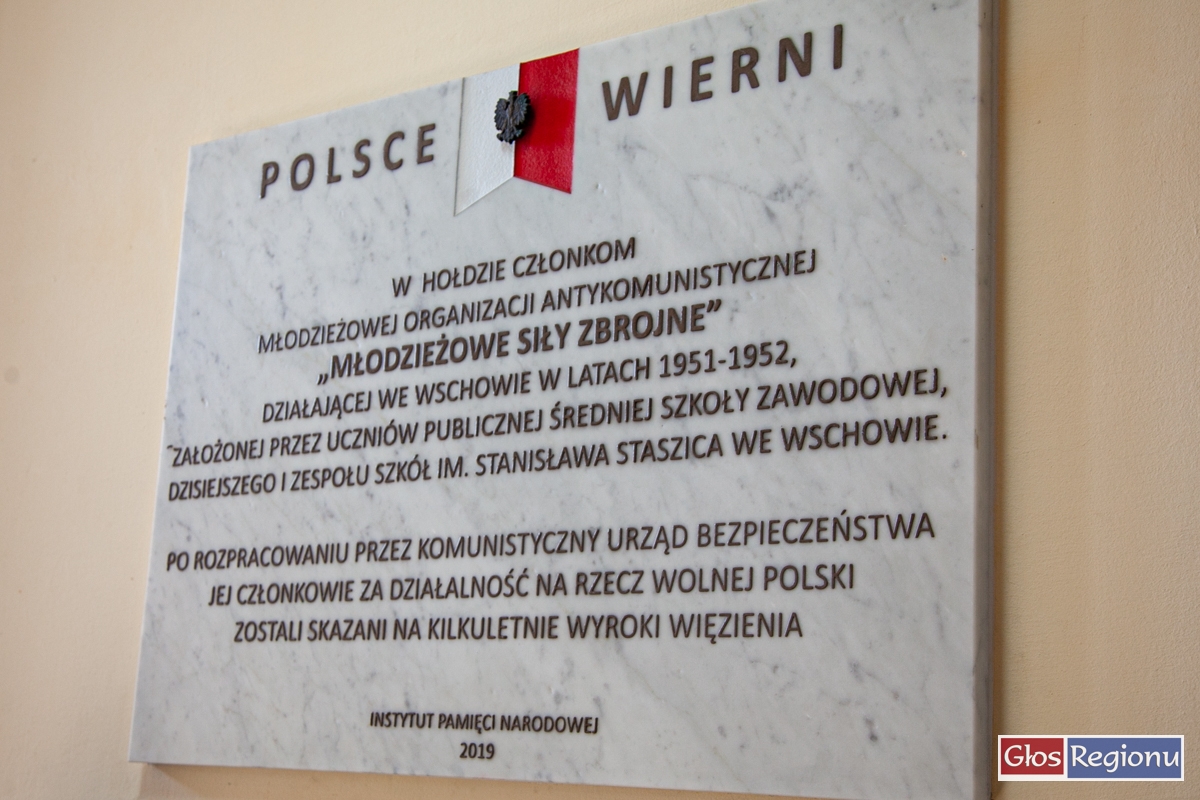 POLSCE WIERNI
W HOŁDZIE CZŁONKOM
MŁODZIEŻOWEJ ORGANIZACJI ANTYKOMUNISTYCZNEJ
„MŁODZIEŻOWE SIŁY ZBROJNE”
DZIAŁAJĄCEJ WE WSCHOWIE W LATACH 1951-1952,
ZAŁOŻONEJ PRZEZ UCZNIÓW PUBLICZNEJ ŚREDNIEJ SZKOŁY ZAWODOWEJ,
DZISIEJSZEGO I ZESPOŁU SZKÓŁ IM. STANISŁAWA STASZICA WE WSCHOWIE.
PO ROZPRACOWANIU PRZEZ KOMUNISTYCZNY URZĄD BEZPIECZEŃSTWA
JEJ CZŁONKOWIE ZA DZIAŁALNOŚĆ NA RZECZ WOLNEJ POLSKI
ZOSTALI SKAZANI NA KILKULETNIE WYROKI WIĘZIENIA
INSTYTUT PAMIĘCI NARODOWEJ
2019
Głos Regionu